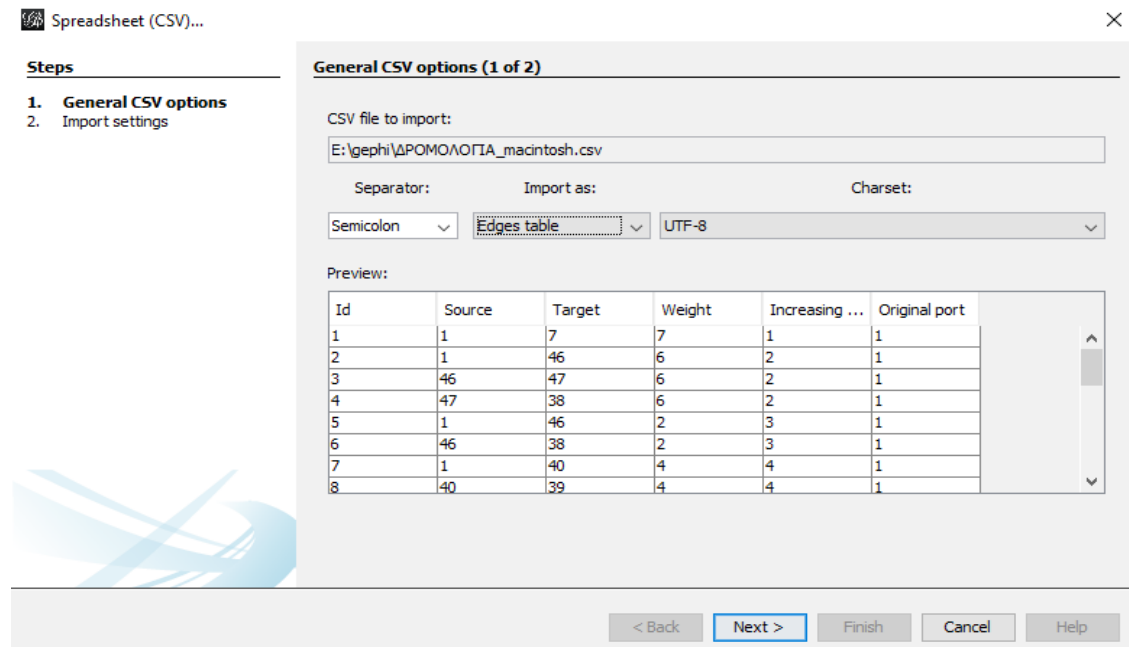 Spreadsheet (CSV)...
Steps
1. General CSV options
2. Import settings
General CSV options (1 of 2)
CSV file to import:
E:\gephi\ΔΡΟΜΟΛΟΓΙΑ_macintosh.csv
Separator: Import as: Charset:
Semicolon Edges table UTF-8
Preview:
Id Source Target Weight Increasing ... Original port
1 1 7 7 1 1
2 1 46 6 2 1
3 46 47 6 2 1
4 47 38 6 2 1
5 1 46 2 3 1
6 46 38 2 3 1
7 1 40 4 4 1
8 40 39 4 4 1
< Back Next > Finish Cancel Help